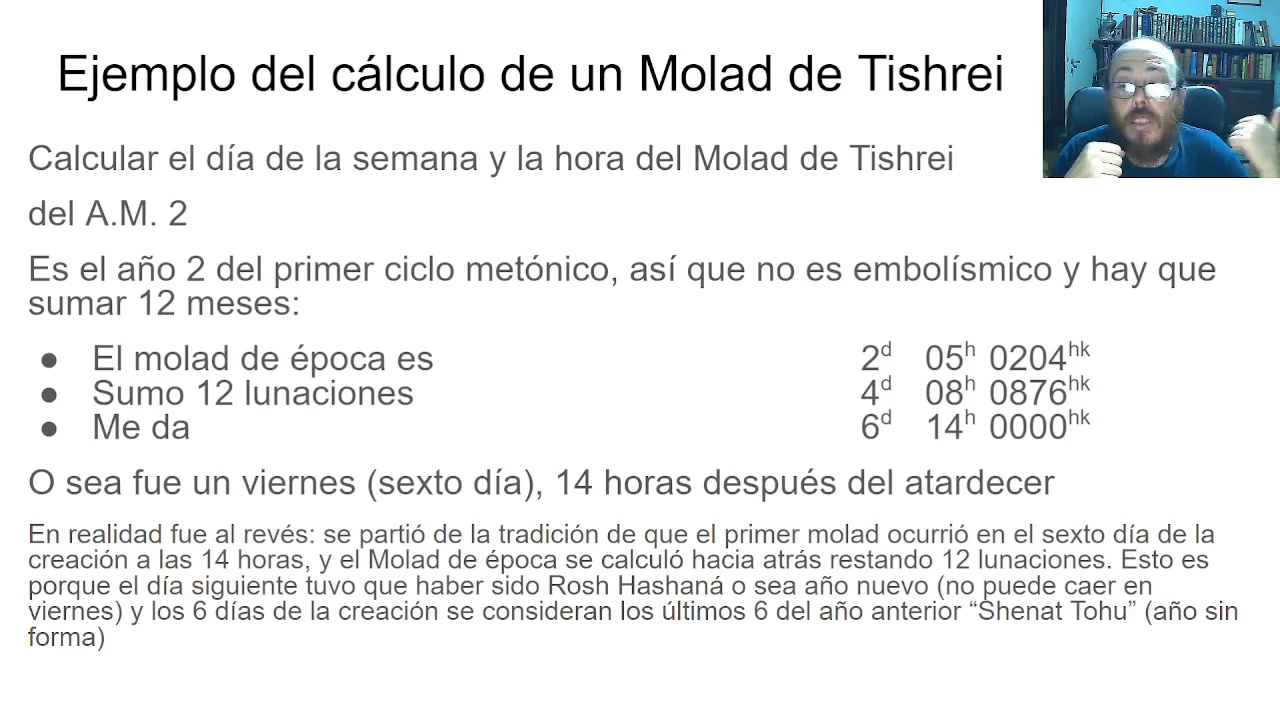 Ejemplo del cálculo de un Molad de Tishrei
Calcular el día de la semana y la hora del Molad de Tishrei
del A.M. 2
Es el año 2 del primer ciclo metónico, así que no es embolísmico y hay que
sumar 12 meses:
● El molad de época es 2d 05h 0204hk
● Sumo 12 lunaciones 4d 08h 0876hk
● Me da 6d 14h 0000hk
O sea fue un viernes (sexto día), 14 horas después del atardecer
En realidad fue al revés: se partió de la tradición de que el primer molad ocurrió en el sexto día de la
creación a las 14 horas, y el Molad de época se calculó hacia atrás restando 12 lunaciones. Esto es
porque el día siguiente tuvo que haber sido Rosh Hashaná o sea año nuevo (no puede caer en
viernes) y los 6 días de la creación se consideran los últimos 6 del año anterior “Shenat Tohu” (año sin
forma)